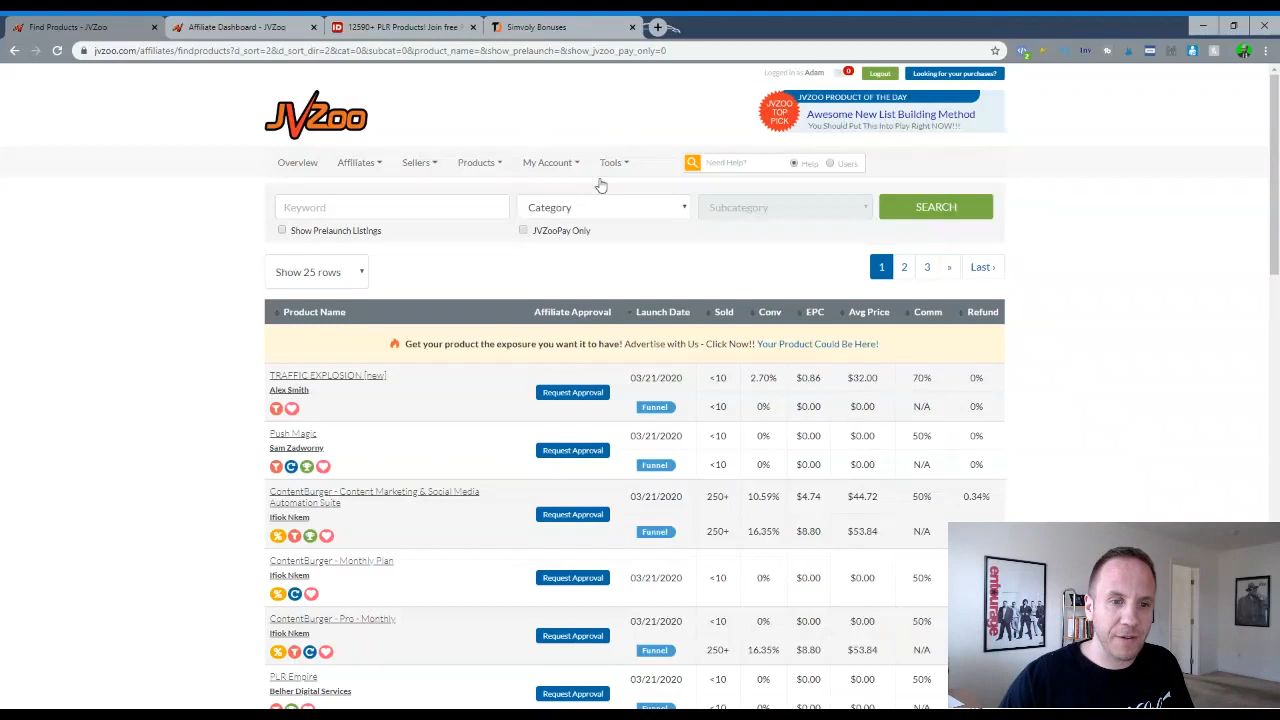 Find Products - JVZoo
Affiliate Dashboard - JVZoo
12590+ PLR Products! Join free
Simvoly Bonuses
jvzoo.com/affiliates/findproducts?d_sort=2&d_sort_dir=2&cat=0&subcat=0&product_name=&show_prelaunch=&show_jvzoo_pay_only=0
Logged in as Adam
0
Logout
Looking for your purchases?
JVZoo
JVZOO TOP PICK
JVZOO PRODUCT OF THE DAY
Awesome New List Building Method
You Should Put This Into Play Right NOW!!!
Overview
Affiliates
Sellers
Products
My Account
Tools
Need Help?
Help
Users
Keyword
Category
Subcategory
SEARCH
Show Prelaunch Listings
JVZooPay Only
Show 25 rows
1 2 3 » Last ›
Product Name Affiliate Approval Launch Date Sold Conv EPC Avg Price Comm Refund
Get your product the exposure you want it to have! Advertise with Us - Click Now!! Your Product Could Be Here!
TRAFFIC EXPLOSION [new]
Alex Smith
Request Approval
03/21/2020 <10 2.70% $0.86 $32.00 70% 0%
Funnel <10 0% $0.00 $0.00 N/A 0%
Push Magic
Sam Zadworny
Request Approval
03/21/2020 <10 0% $0.00 $0.00 50% 0%
Funnel <10 0% $0.00 $0.00 N/A 0%
ContentBurger - Content Marketing & Social Media
Automation Suite
Ifiok Nkem
Request Approval
03/21/2020 250+ 10.59% $4.74 $44.72 50% 0.34%
Funnel 250+ 16.35% $8.80 $53.84 N/A
ContentBurger - Monthly Plan
Ifiok Nkem
Request Approval
03/21/2020 <10 0% $0.00 $0.00 50%
ContentBurger - Pro - Monthly
Ifiok Nkem
Request Approval
03/21/2020 <10 0% $0.00 $0.00 50%
Funnel 250+ 16.35% $8.80 $53.84 N/A
PLR Empire
Belher Digital Services
Request Approval
03/21/2020 <10 0% $0.00 $0.00 50%
entourage